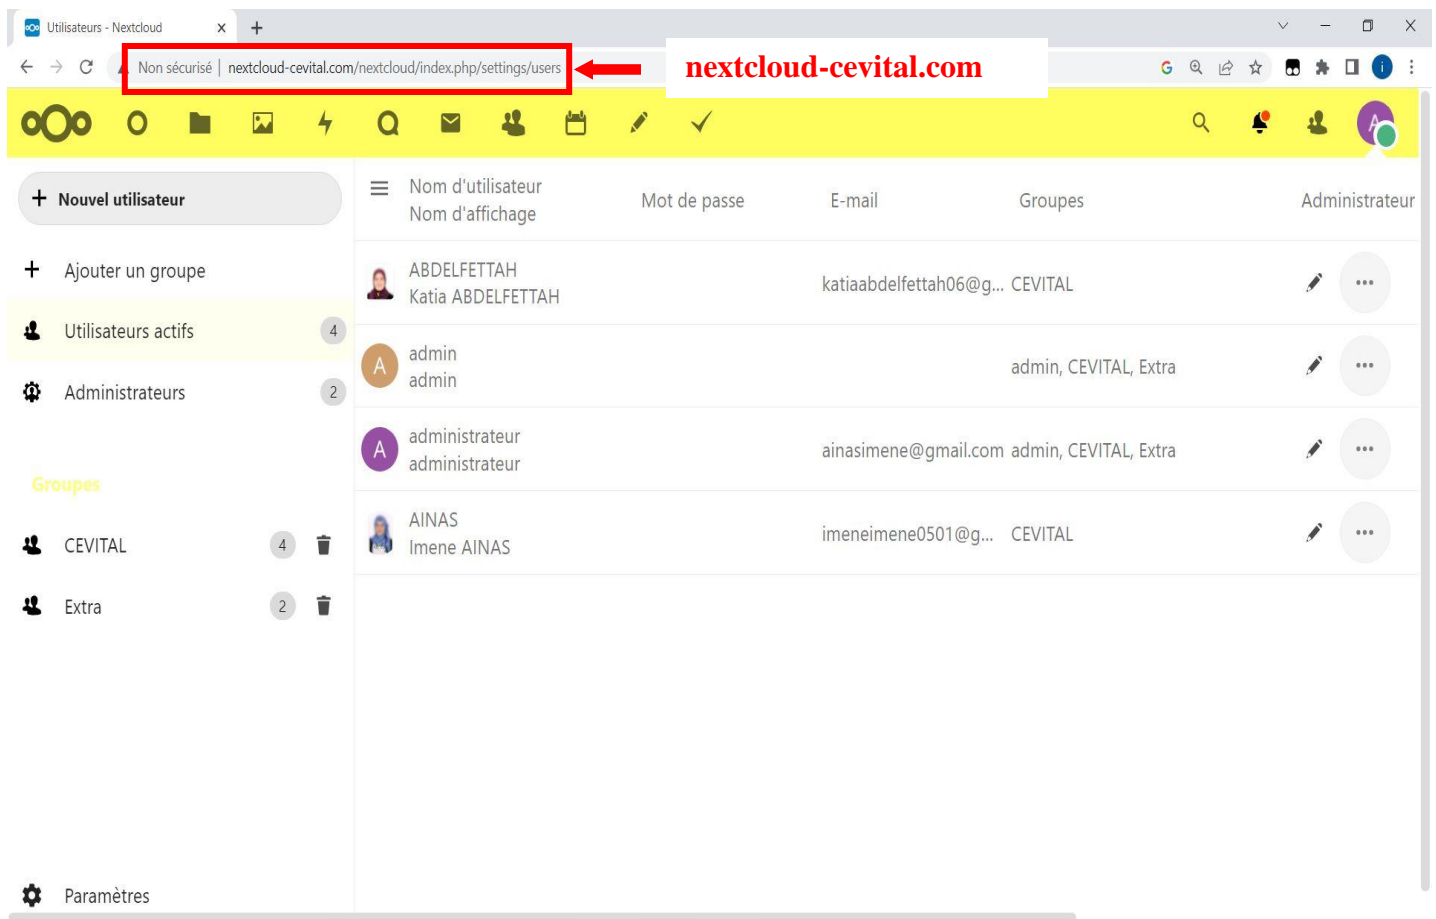 Utilisateurs - Nextcloud
Non sécurisé | nextcloud-cevital.com/nextcloud/index.php/settings/users
nextcloud-cevital.com
Nouvel utilisateur
Ajouter un groupe
Utilisateurs actifs 4
Administrateurs 2
Groupes
CEVITAL 4
Extra 2
Paramètres
Nom d'utilisateur
Nom d'affichage
Mot de passe
E-mail
Groupes
Administrateur
ABDELFETTAH
Katia ABDELFETTAH
katiaabdelfettah06@g... CEVITAL
A
admin
admin
admin, CEVITAL, Extra
A
administrateur
administrateur
ainasimene@gmail.com admin, CEVITAL, Extra
AINAS
Imene AINAS
imeneimene0501@g... CEVITAL